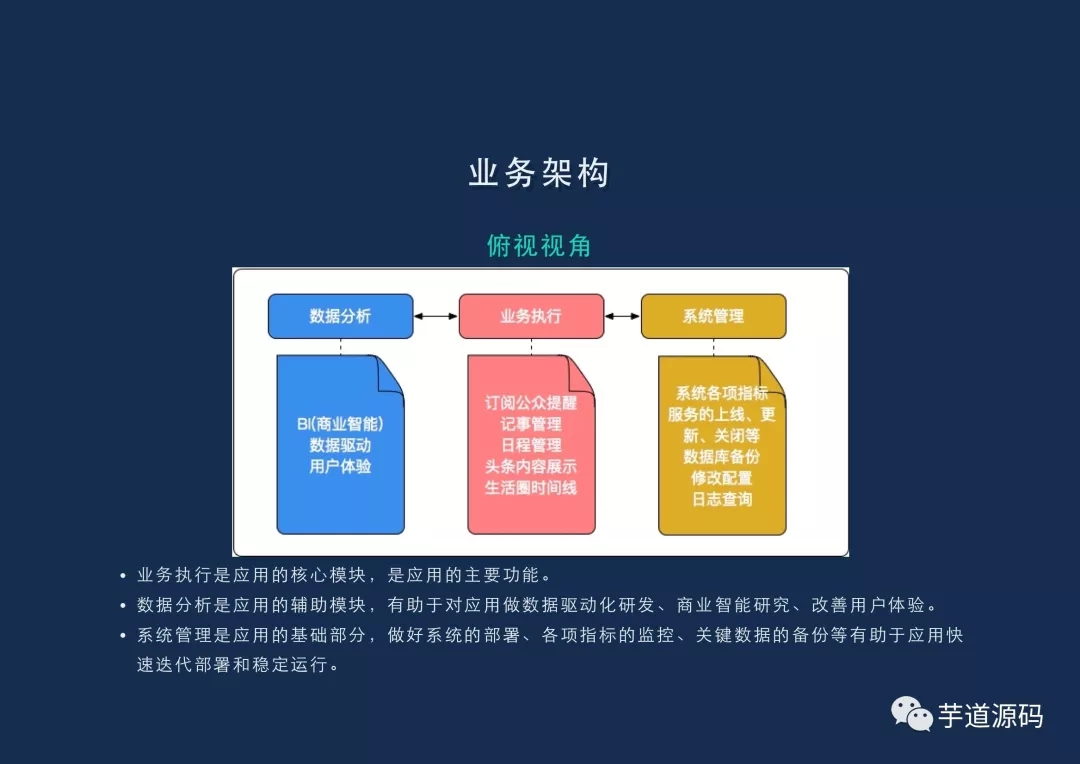 业务架构
俯视视角
数据分析
业务执行
系统管理
BI(商业智能)
数据驱动
用户体验
订阅公众提醒
记事管理
日程管理
头条内容展示
生活圈时间线
系统各项指标
服务的上线、更
新、关闭等
数据库备份
修改配置
日志查询
• 业务执行是应用的核心模块，是应用的主要功能。
• 数据分析是应用的辅助模块，有助于对应用做数据驱动化研发、商业智能研究、改善用户体验。
• 系统管理是应用的基础部分，做好系统的部署、各项指标的监控、关键数据的备份等有助于应用快
速迭代部署和稳定运行。
芋道源码